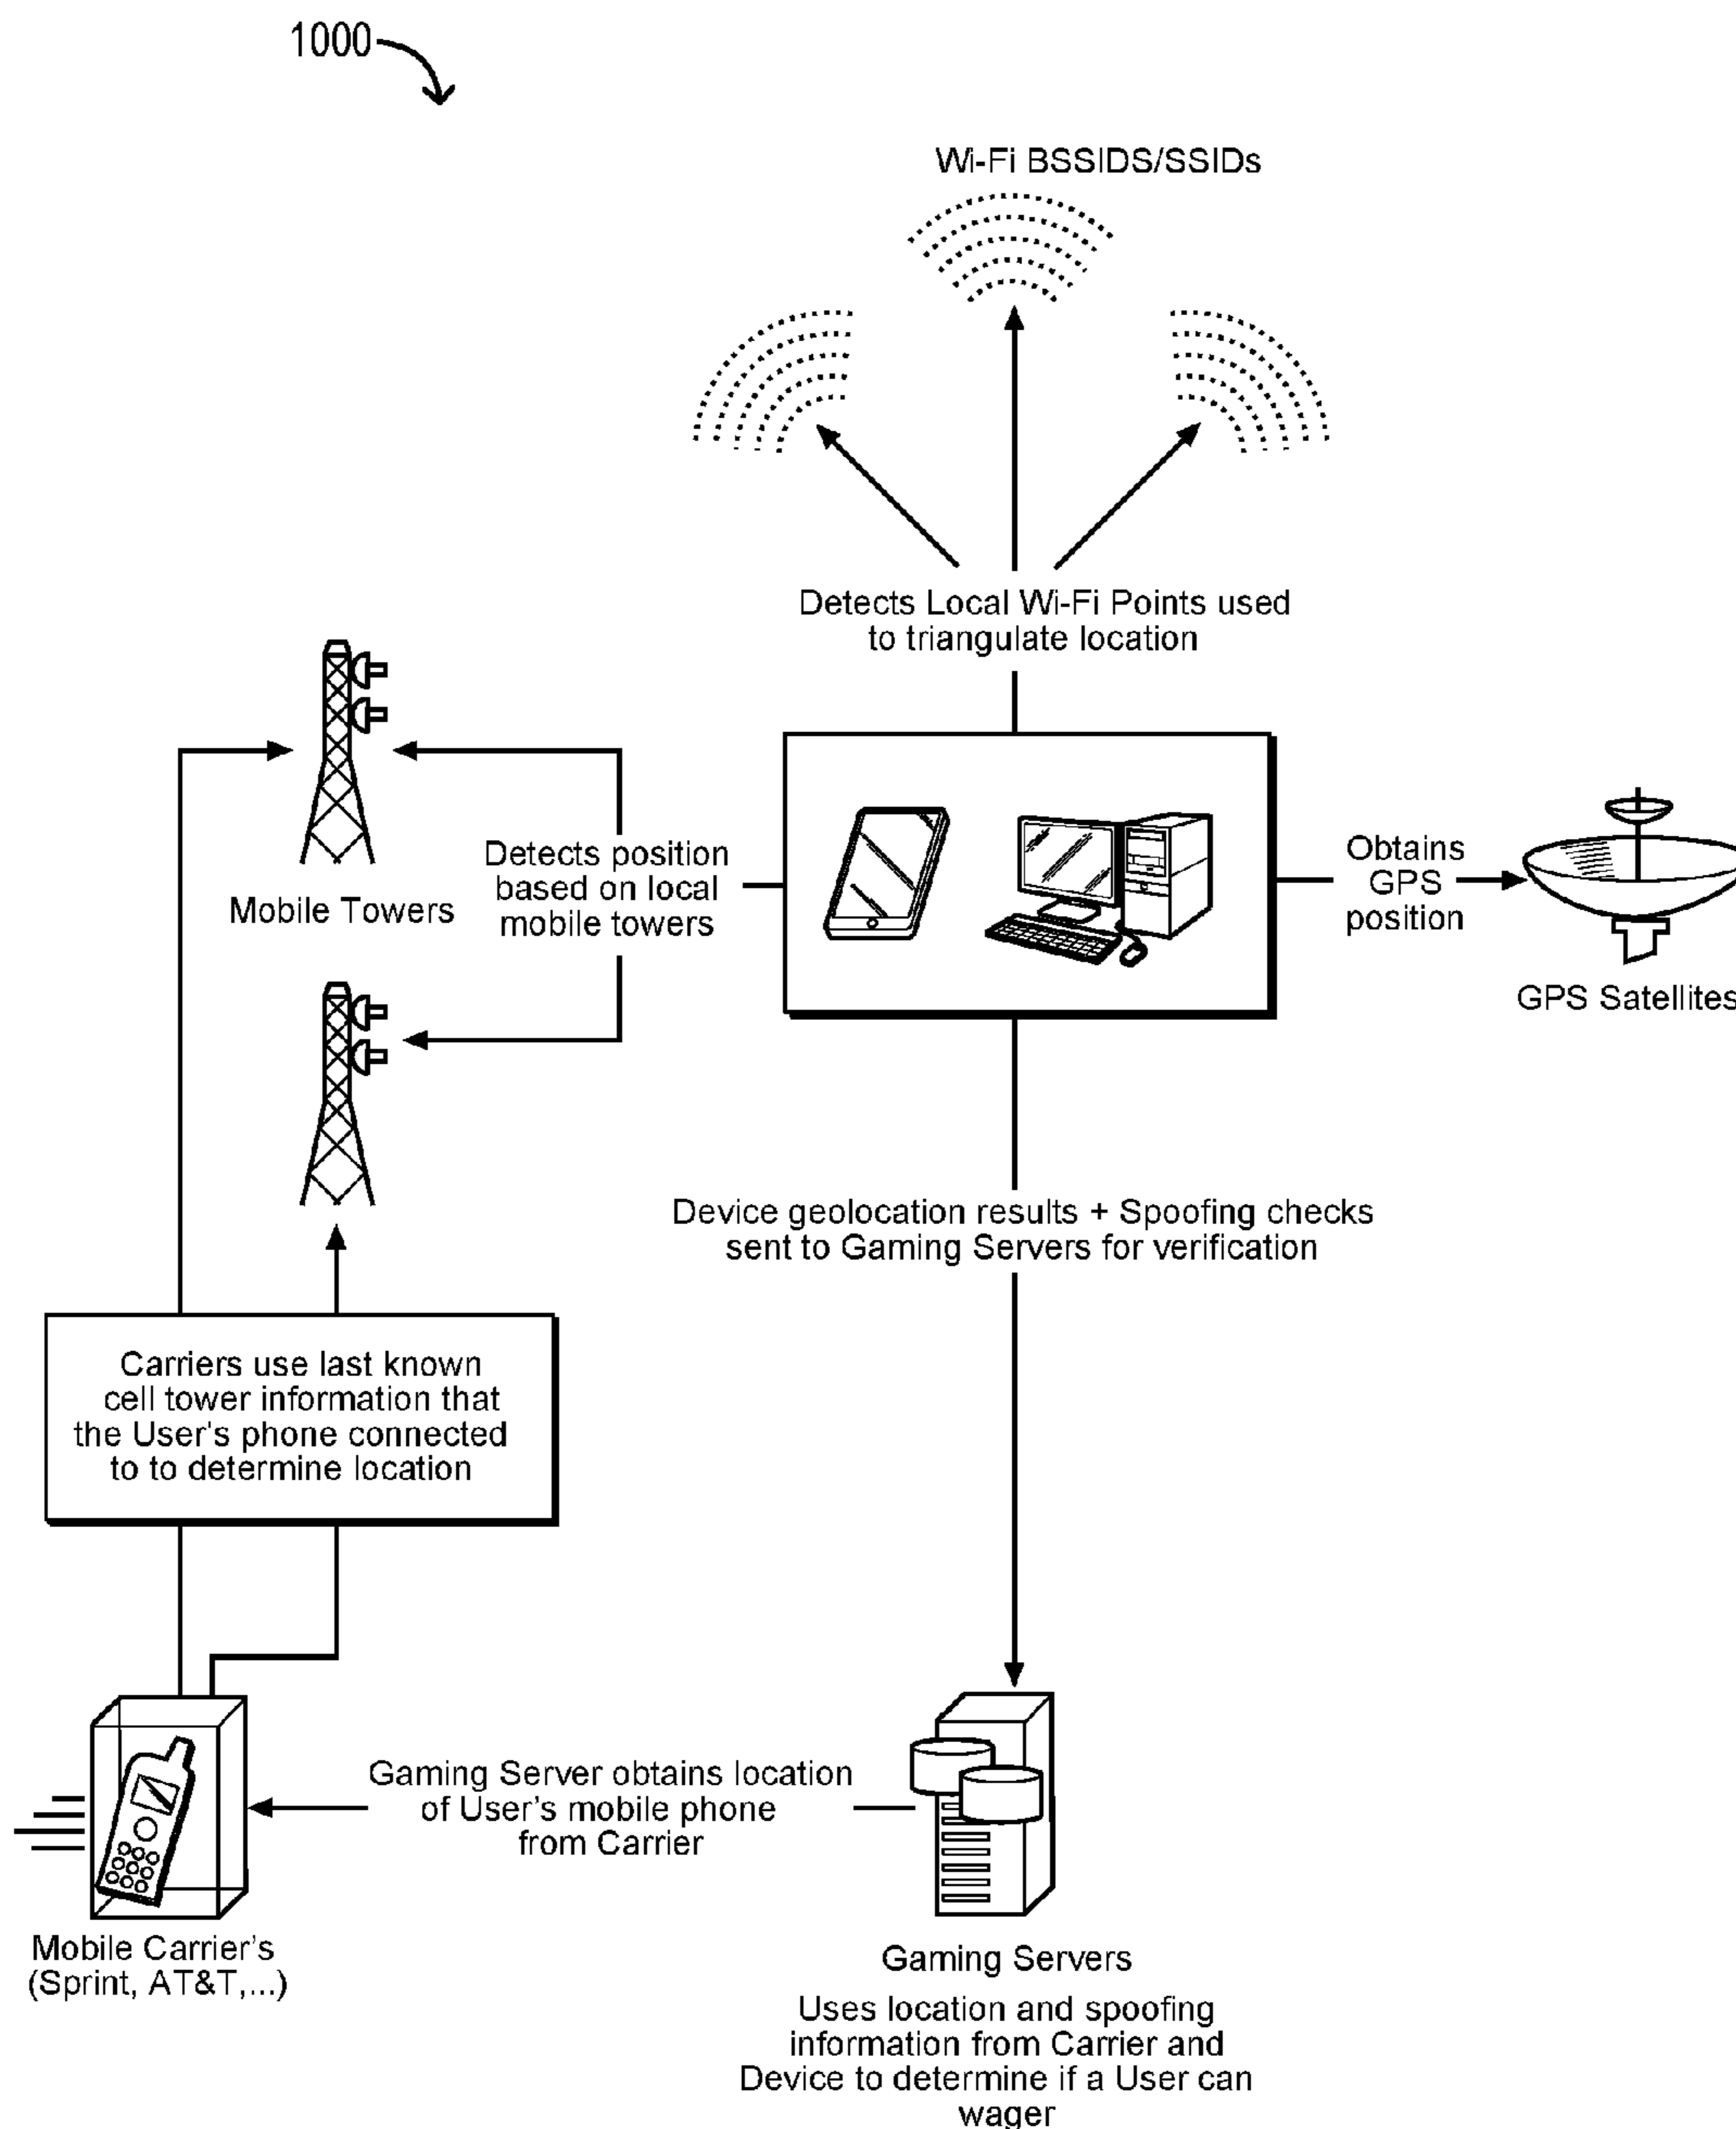 1000
Wi-Fi BSSIDS/SSIDs
Detects Local Wi-Fi Points used
to triangulate location
Mobile Towers
Detects position
based on local
mobile towers
Obtains
GPS
position
GPS Satellites
Device geolocation results + Spoofing checks
sent to Gaming Servers for verification
Carriers use last known
cell tower information that
the User's phone connected
to to determine location
Gaming Server obtains location
of User's mobile phone
from Carrier
Mobile Carrier's
(Sprint, AT&T,...)
Gaming Servers
Uses location and spoofing
information from Carrier and
Device to determine if a User can
wager